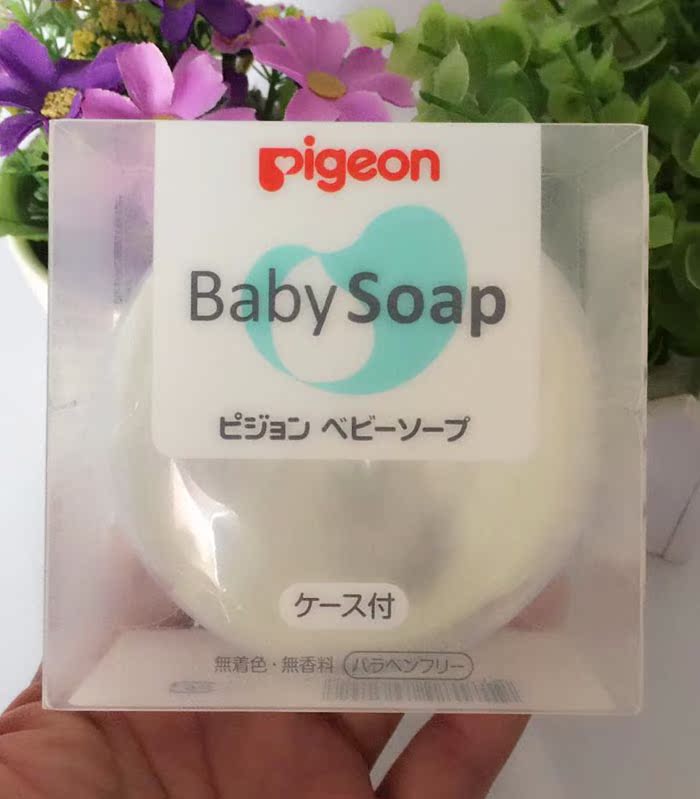 pigeon
Baby Soap
ピジョン ベビーソープ
ケース付
無着色・無香料 パラベンフリー